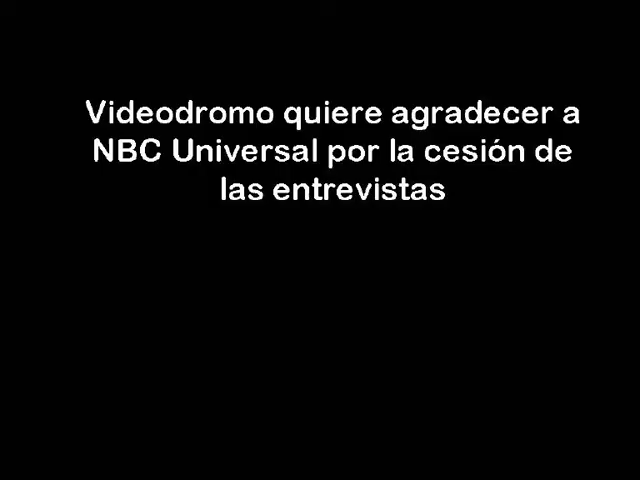 Videodromo quiere agradecer a
NBC Universal por la cesión de
las entrevistas